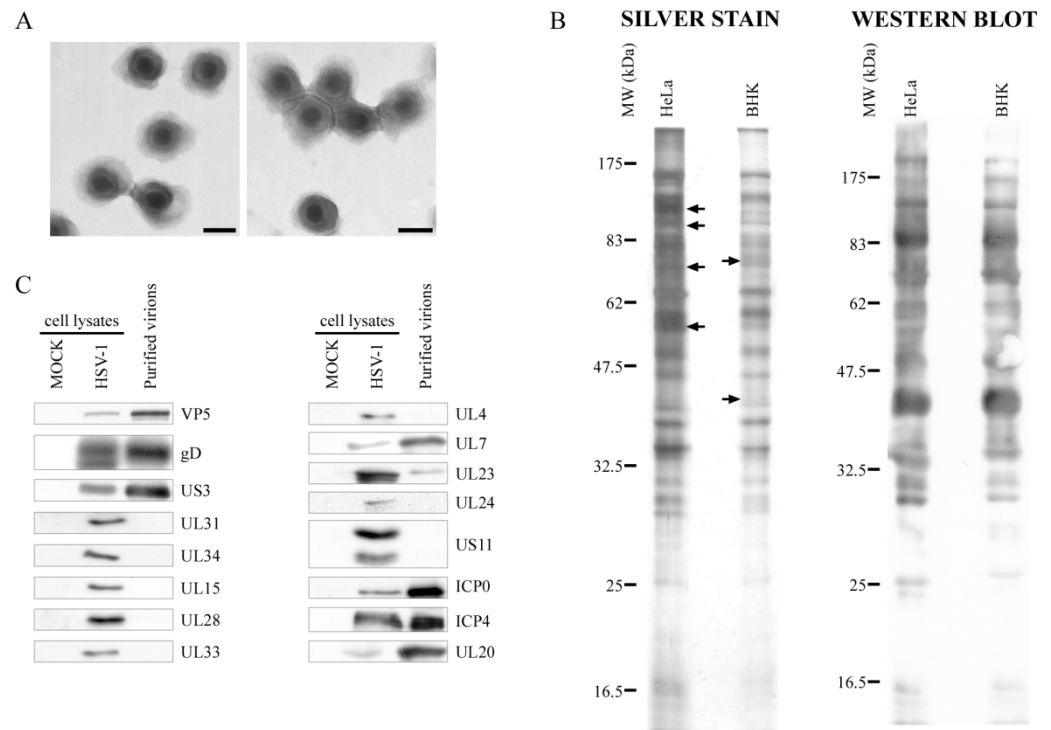 A
B
SILVER STAIN
WESTERN BLOT
MW (kDa)
HeLa
BHK
MW (kDa)
HeLa
BHK
175
83
62
47.5
32.5
25
16.5
175
83
62
47.5
32.5
25
16.5
C
cell lysates
MOCK
HSV-1
Purified virions
VP5
gD
US3
UL31
UL34
UL15
UL28
UL33
cell lysates
MOCK
HSV-1
Purified virions
UL4
UL7
UL23
UL24
US11
ICP0
ICP4
UL20